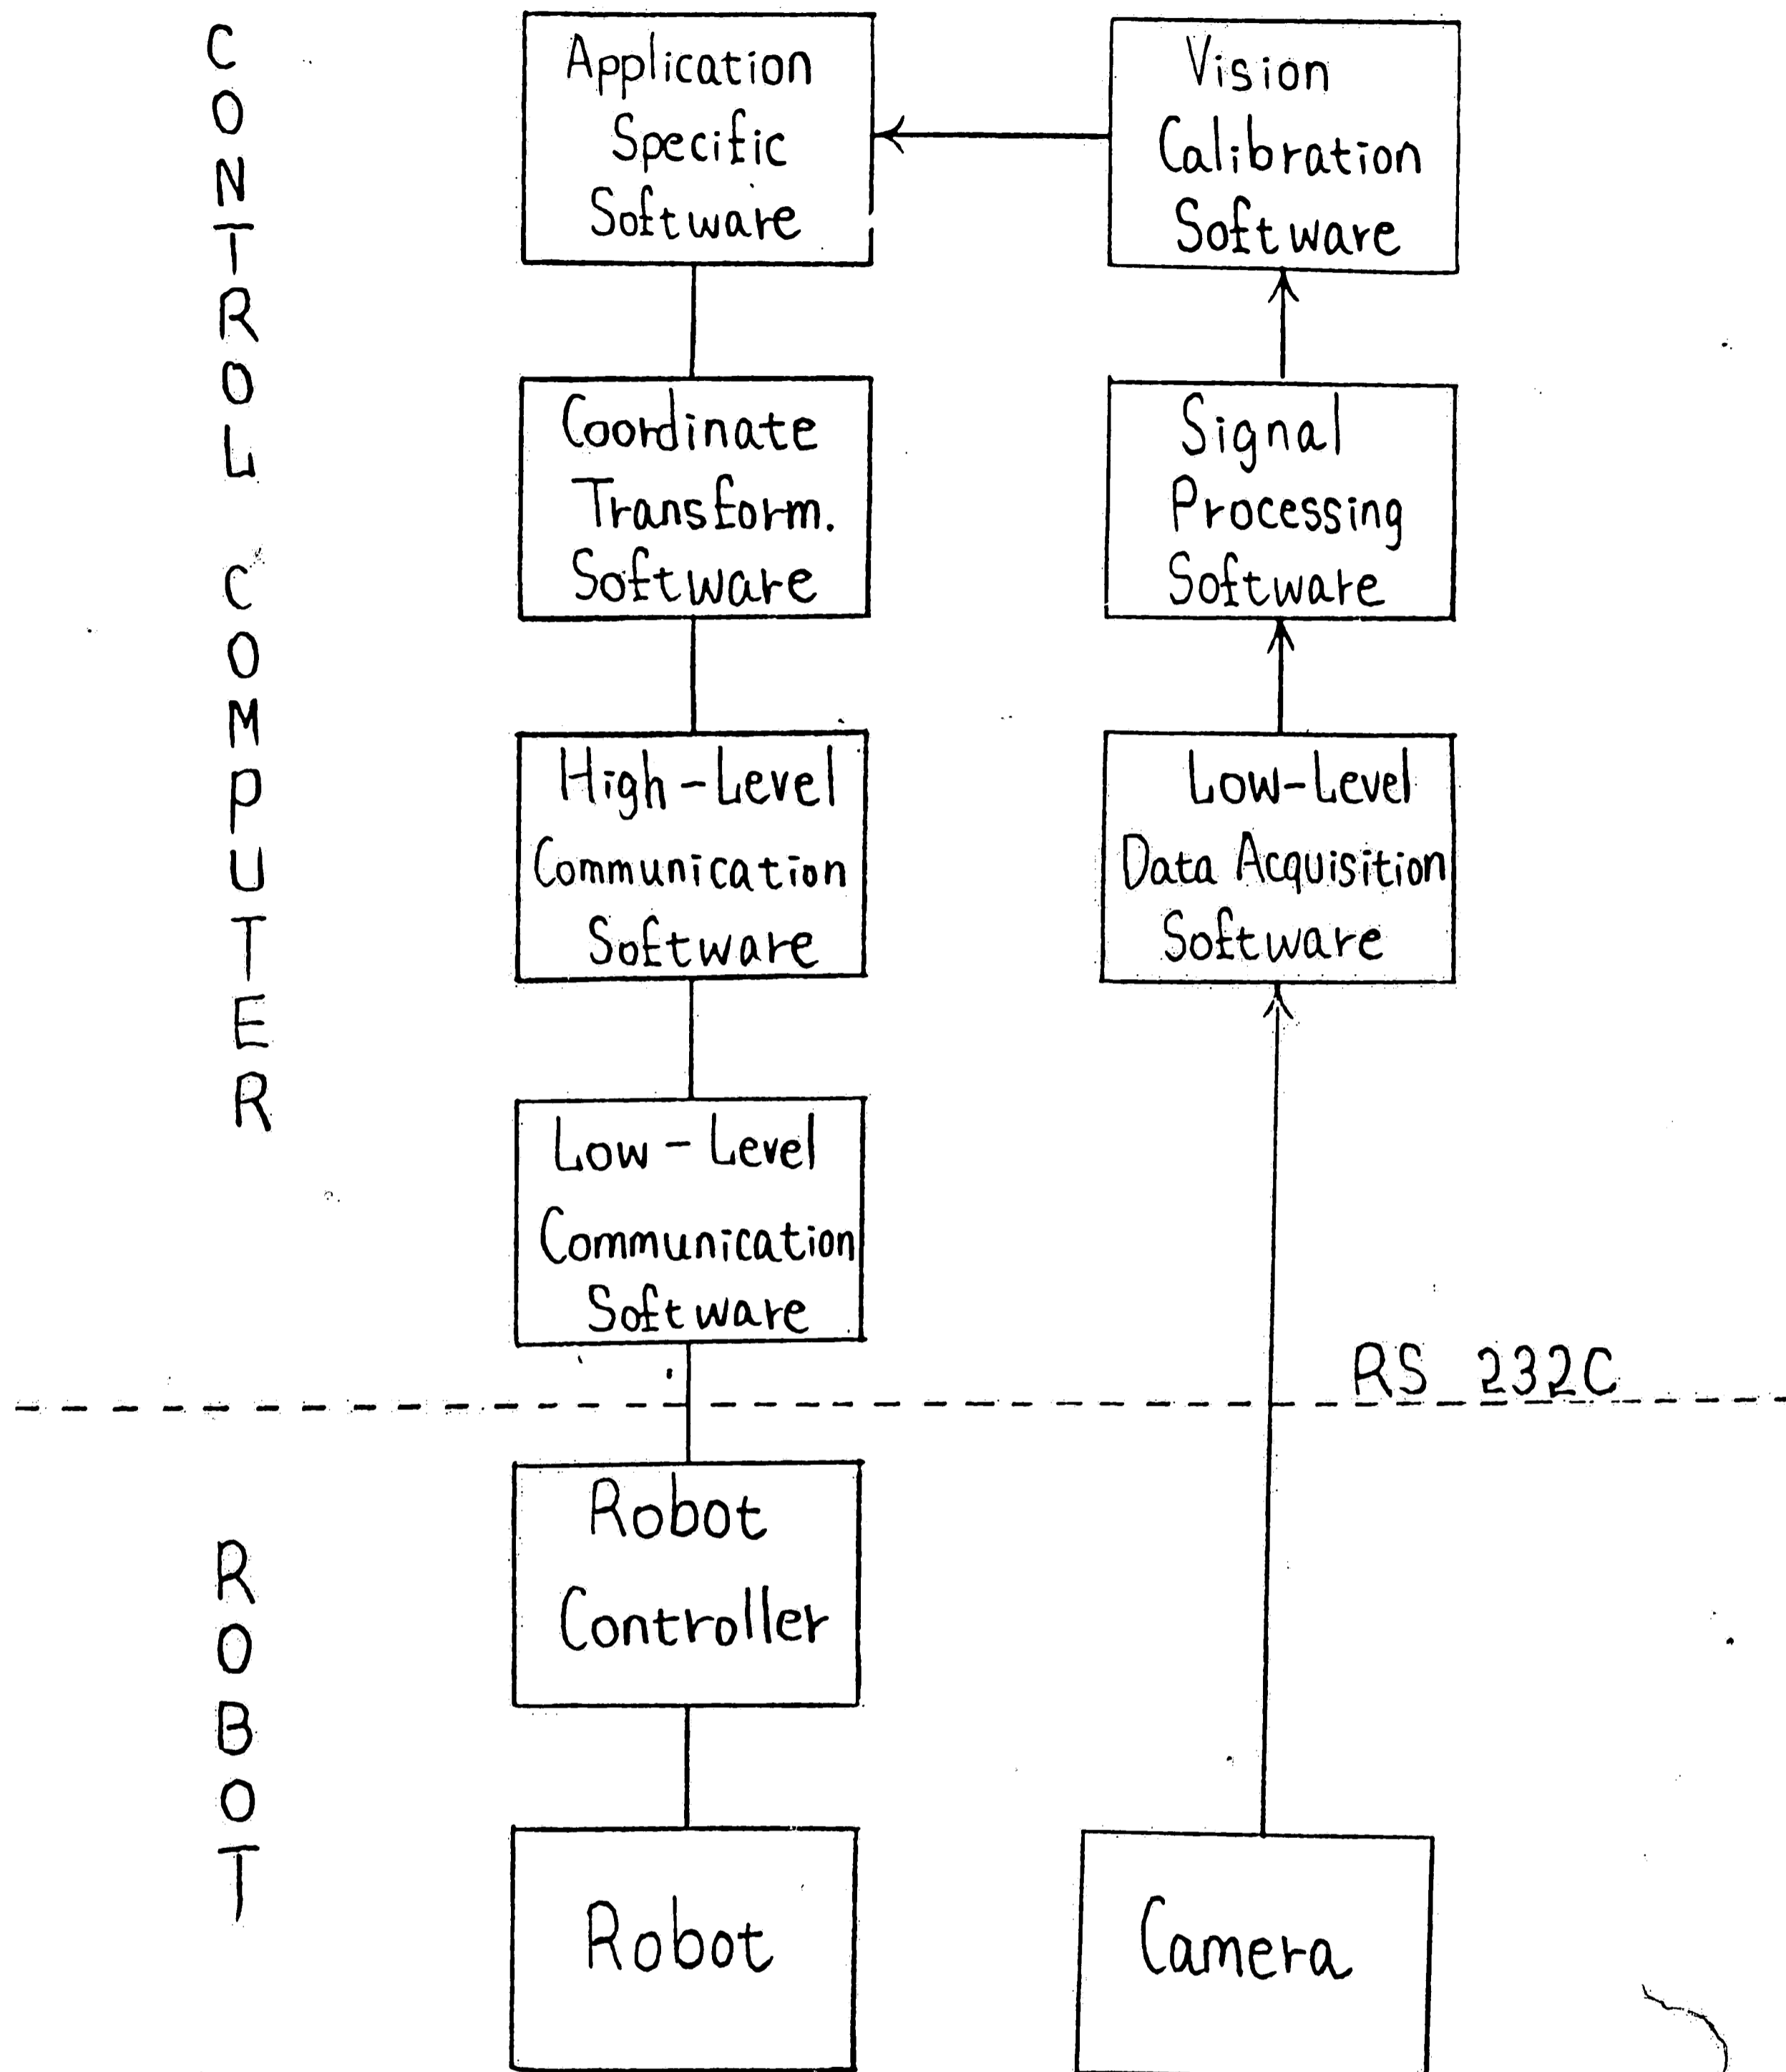 CONTROL COMPUTER
Application
Specific
Software
Vision
Calibration
Software
Coordinate
Transform.
Software
Signal
Processing
Software
High-Level
Communication
Software
Low-Level
Data Acquisition
Software
Low-Level
Communication
Software
RS 232C
ROBOT
Robot
Controller
Robot
Camera